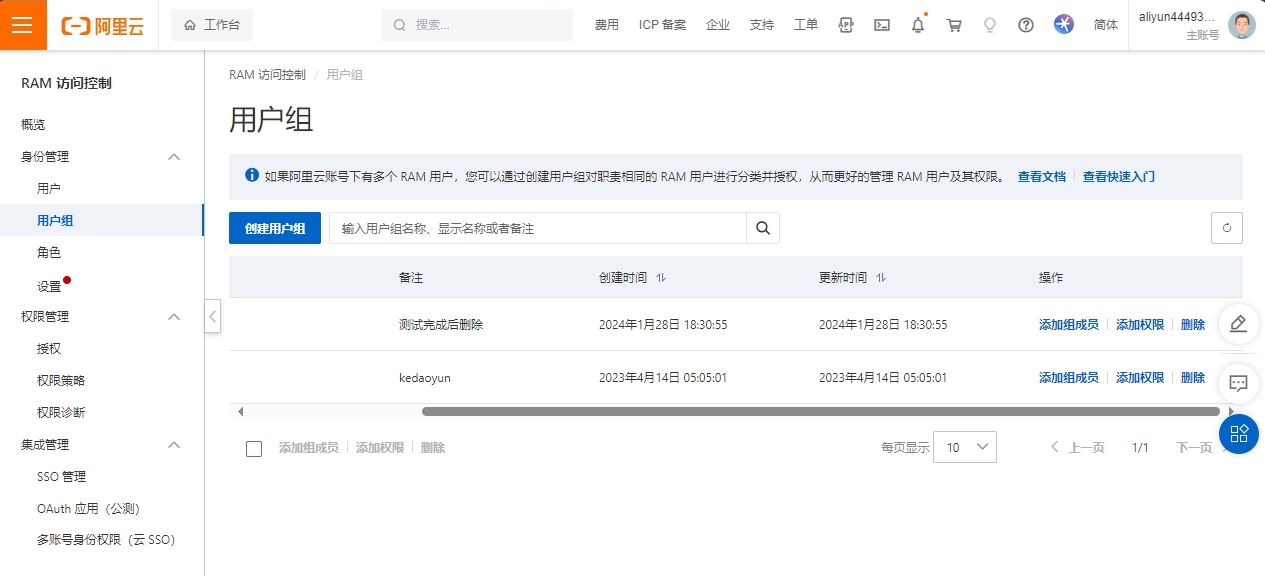 阿里云
工作台
搜索...
费用
ICP 备案
企业
支持
工单
简体
aliyun44493...
主账号
RAM 访问控制
概览
身份管理
用户
用户组
角色
设置
权限管理
授权
权限策略
权限诊断
集成管理
SSO 管理
OAuth 应用（公测）
多账号身份权限（云 SSO）
RAM 访问控制 / 用户组
用户组
如果阿里云账号下有多个 RAM 用户，您可以通过创建用户组对职责相同的 RAM 用户进行分类并授权，从而更好的管理 RAM 用户及其权限。 查看文档 查看快速入门
创建用户组
输入用户组名称、显示名称或者备注
备注 创建时间 更新时间 操作
测试完成后删除 2024年1月28日 18:30:55 2024年1月28日 18:30:55 添加组成员 添加权限 删除
kedaoyun 2023年4月14日 05:05:01 2023年4月14日 05:05:01 添加组成员 添加权限 删除
添加组成员 添加权限 删除
每页显示 10
上一页 1/1 下一页